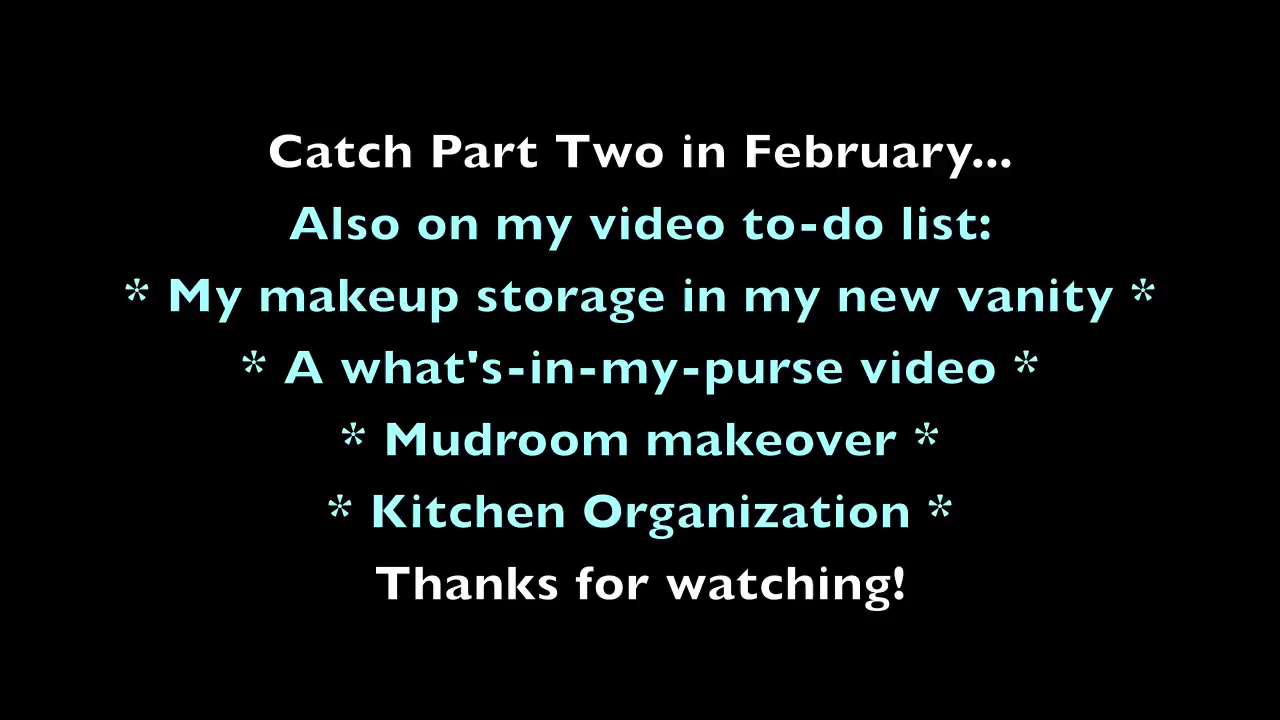 Catch Part Two in February...
Also on my video to-do list:
* My makeup storage in my new vanity *
* A what's-in-my-purse video *
* Mudroom makeover *
* Kitchen Organization *
Thanks for watching!